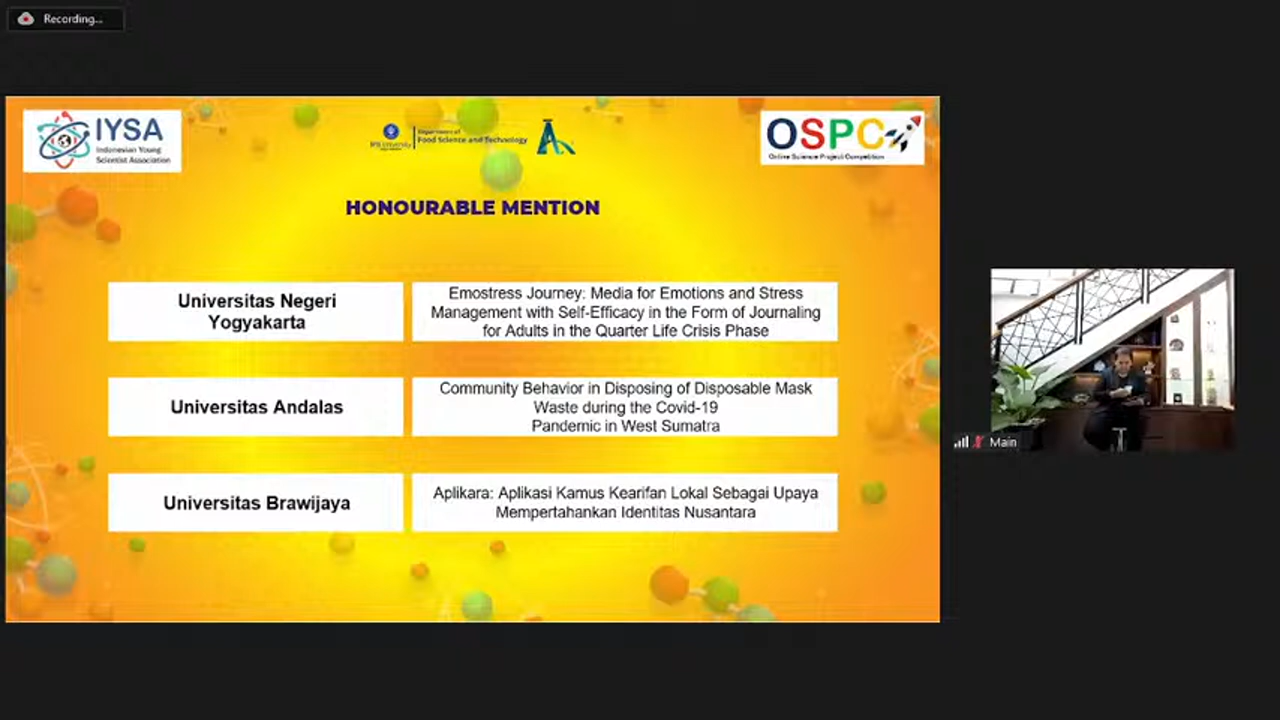 Recording...
IYSA
Indonesian Young
Scientist Association
IPB University
Department of
Food Science and Technology
OSPC
Online Science Project Competition
HONOURABLE MENTION
Universitas Negeri
Yogyakarta
Emostress Journey: Media for Emotions and Stress
Management with Self-Efficacy in the Form of Journaling
for Adults in the Quarter Life Crisis Phase
Universitas Andalas
Community Behavior in Disposing of Disposable Mask
Waste during the Covid-19
Pandemic in West Sumatra
Universitas Brawijaya
Aplikara: Aplikasi Kamus Kearifan Lokal Sebagai Upaya
Mempertahankan Identitas Nusantara
Main